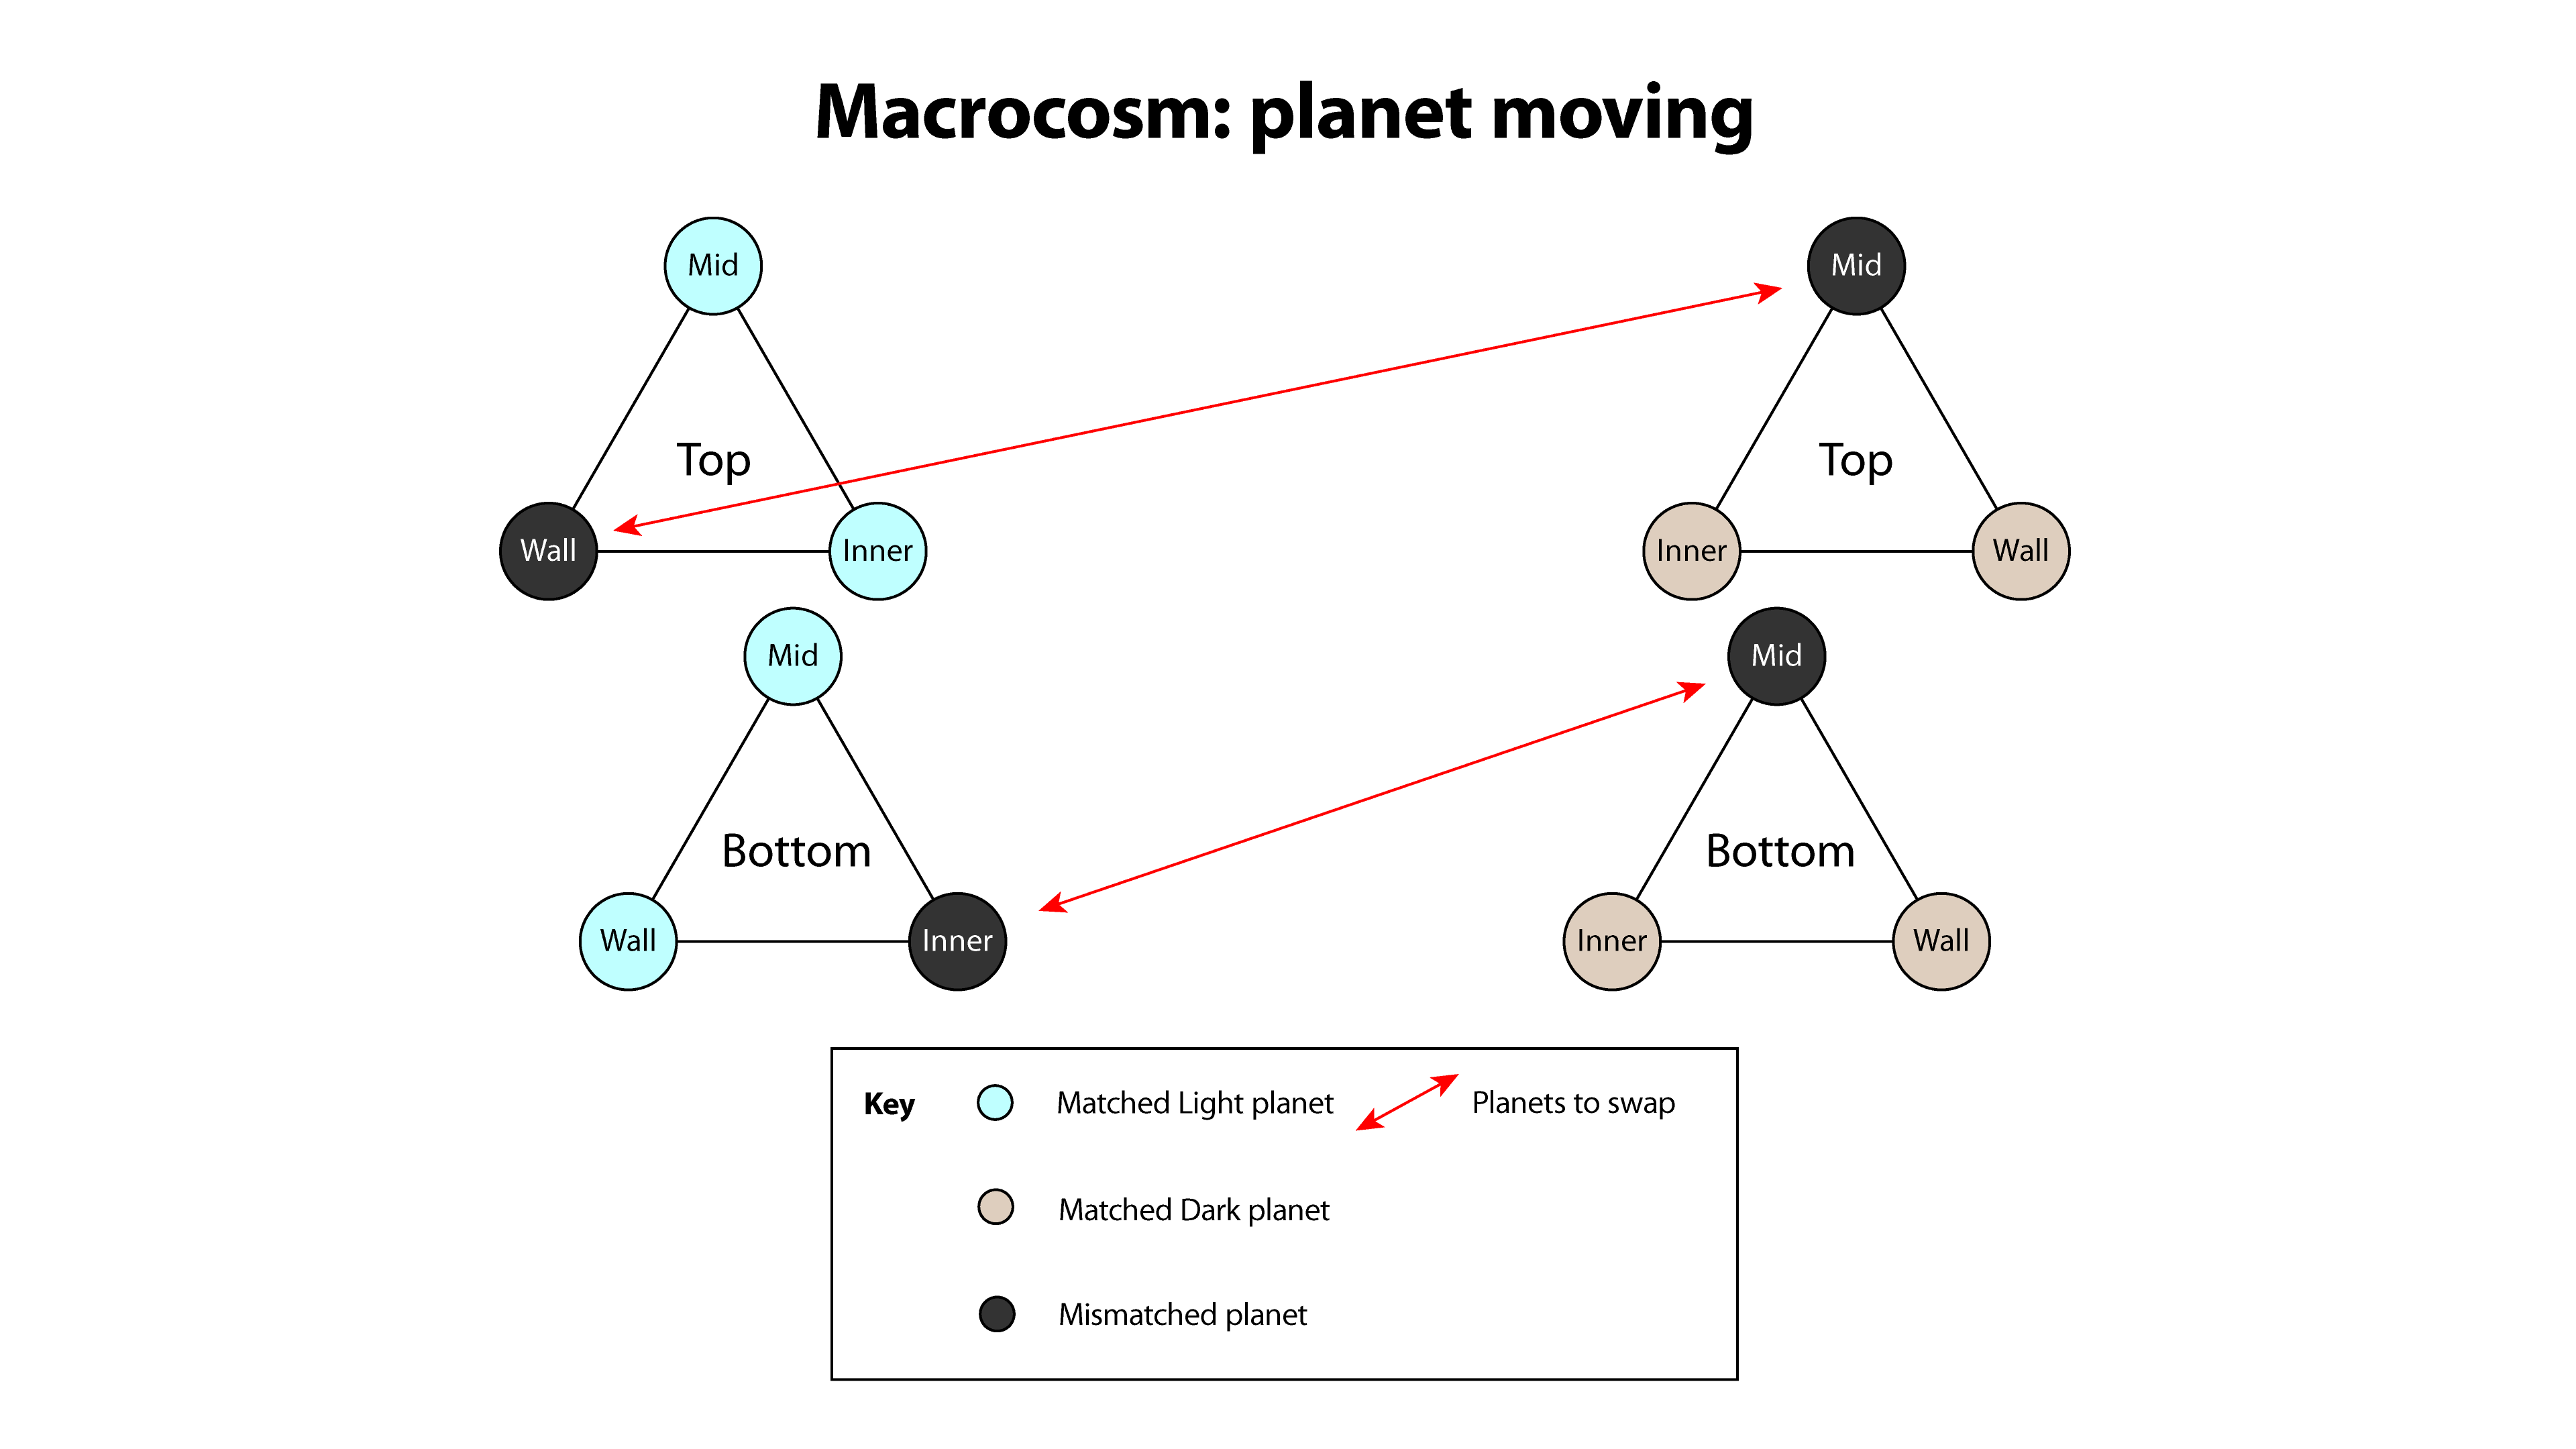 Macrocosm: planet moving
Mid
Mid
Top
Top
Wall
Inner
Inner
Wall
Mid
Mid
Bottom
Bottom
Wall
Inner
Inner
Wall
Key
Matched Light planet
Planets to swap
Matched Dark planet
Mismatched planet